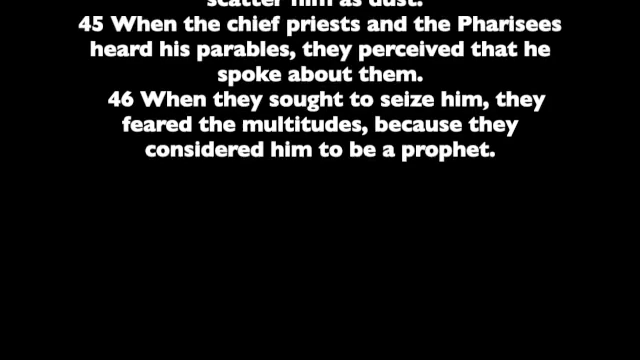 scatter him as dust.
45 When the chief priests and the Pharisees
heard his parables, they perceived that he
spoke about them.
46 When they sought to seize him, they
feared the multitudes, because they
considered him to be a prophet.